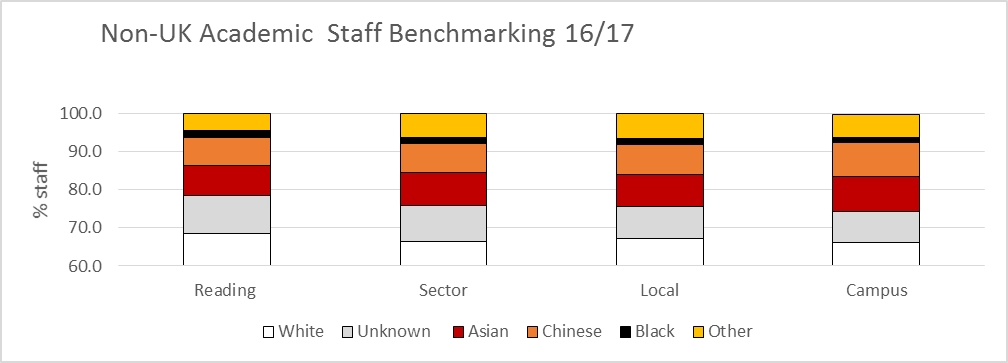 Non-UK Academic  Staff Benchmarking 16/17
100.0
90.0
80.0
70.0
60.0
% staff
Reading Sector Local Campus
White Unknown Asian Chinese Black Other